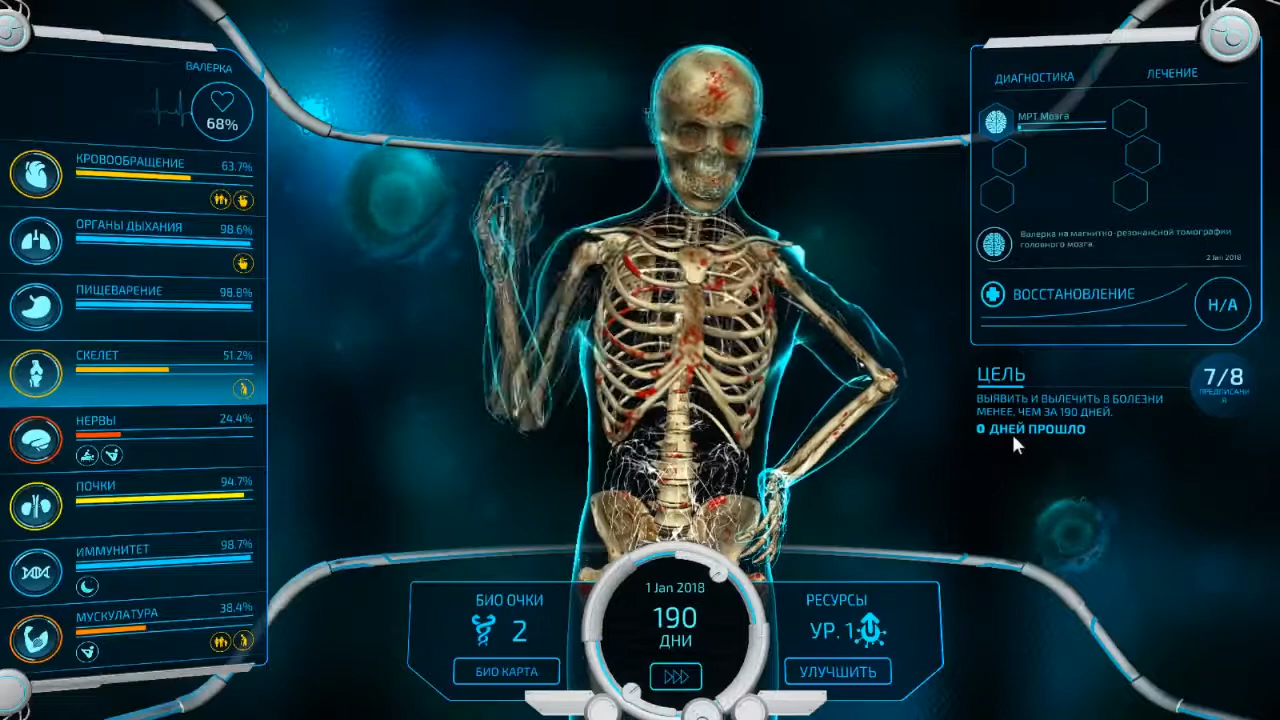 ВАЛЕРКА
68%
КРОВООБРАЩЕНИЕ 63.7%
ОРГАНЫ ДЫХАНИЯ 98.6%
ПИЩЕВАРЕНИЕ 98.8%
СКЕЛЕТ 51.2%
НЕРВЫ 24.4%
ПОЧКИ 94.7%
ИММУНИТЕТ 98.7%
МУСКУЛАТУРА 38.4%
ДИАГНОСТИКА ЛЕЧЕНИЕ
МРТ Мозга
Валерка на магнитно-резонансной томографии
головного мозга.
2 Jan 2018
ВОССТАНОВЛЕНИЕ Н/А
ЦЕЛЬ
7/8
ПРЕДПИСАНИ
Я
ВЫЯВИТЬ И ВЫЛЕЧИТЬ 8 БОЛЕЗНИ
МЕНЕЕ, ЧЕМ ЗА 190 ДНЕЙ.
0 ДНЕЙ ПРОШЛО
БИО ОЧКИ
2
БИО КАРТА
1 Jan 2018
190
ДНИ
РЕСУРСЫ
УР. 1
УЛУЧШИТЬ